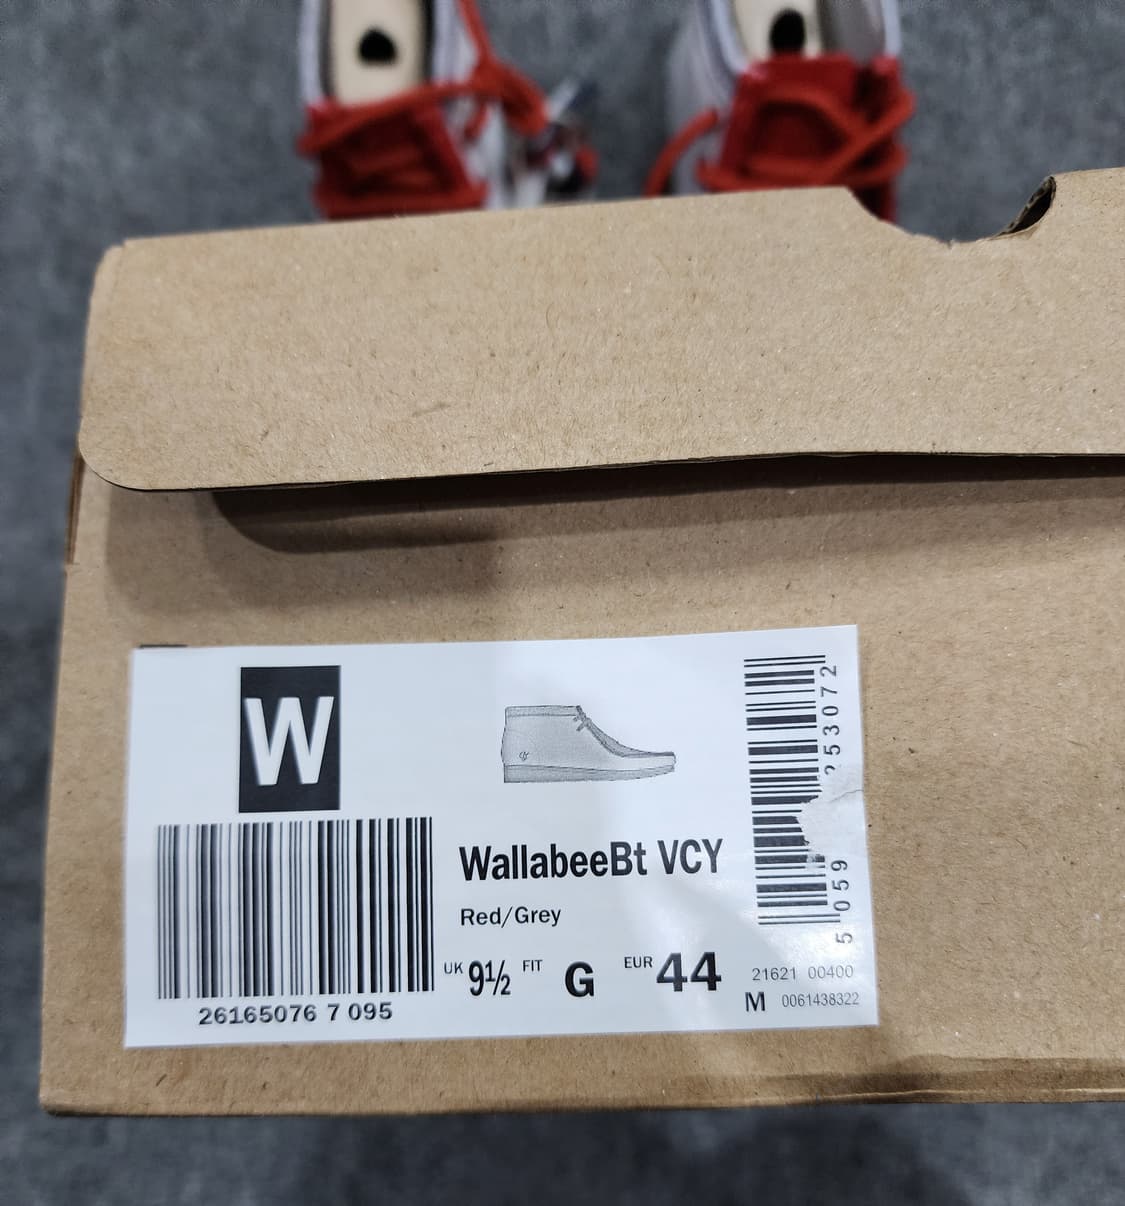 W
WallabeeBt VCY
Red/Grey
UK 9½ FIT G EUR 44
26165076 7 095
5 059 253072
21621 00400
M 0061438322